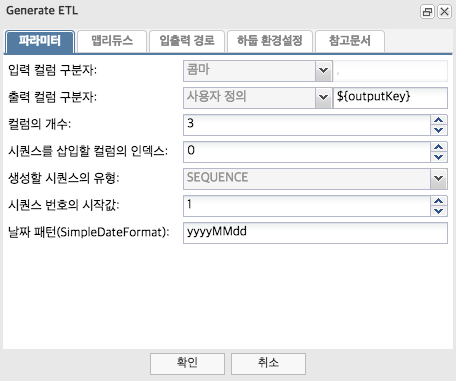 Generate ETL
파라미터 맵리듀스 입출력 경로 하둡 환경설정 참고문서
입력 컬럼 구분자: 콤마 ,
출력 컬럼 구분자: 사용자 정의 ${outputKey}
컬럼의 개수: 3
시퀀스를 삽입할 컬럼의 인덱스: 0
생성할 시퀀스의 유형: SEQUENCE
시퀀스 번호의 시작값: 1
날짜 패턴(SimpleDateFormat): yyyyMMdd
확인 취소